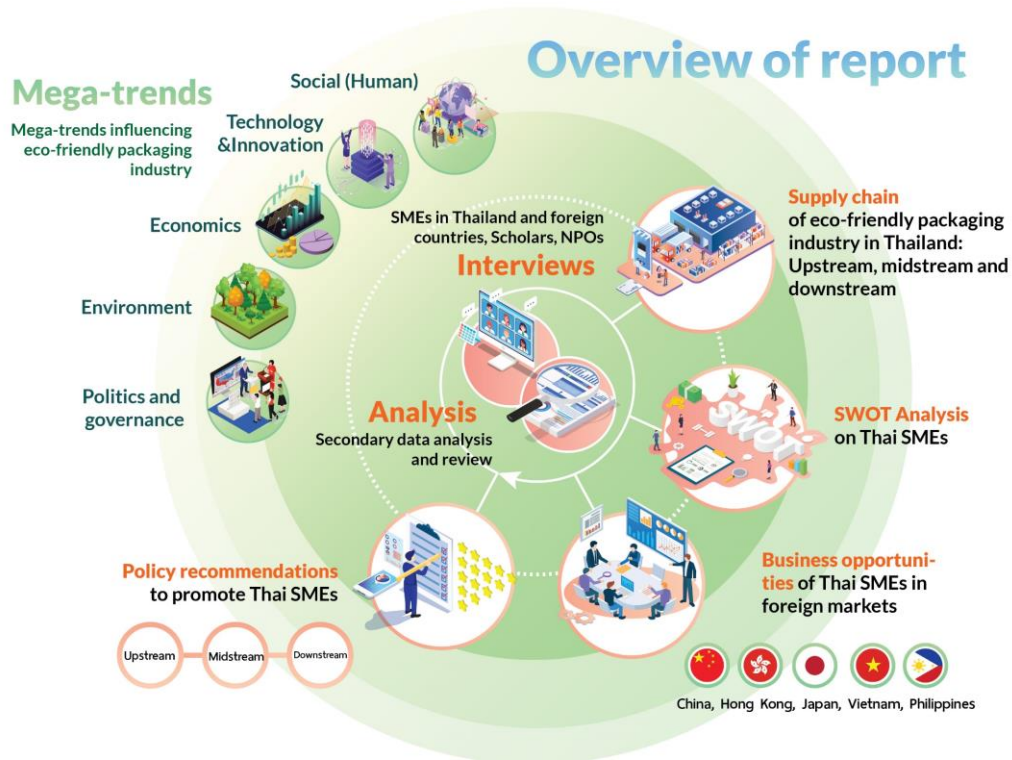 Overview of report
Mega-trends
Mega-trends influencing
eco-friendly packaging
industry
Social (Human)
Technology
&Innovation
Economics
Environment
Politics and
governance
SMEs in Thailand and foreign
countries, Scholars, NPOs
Interviews
Analysis
Secondary data analysis
and review
Supply chain
of eco-friendly packaging
industry in Thailand:
Upstream, midstream and
downstream
SWOT
SWOT Analysis
on Thai SMEs
Business opportuni-
ties of Thai SMEs in
foreign markets
China, Hong Kong, Japan, Vietnam, Philippines
Policy recommendations
to promote Thai SMEs
Upstream
Midstream
Downstream